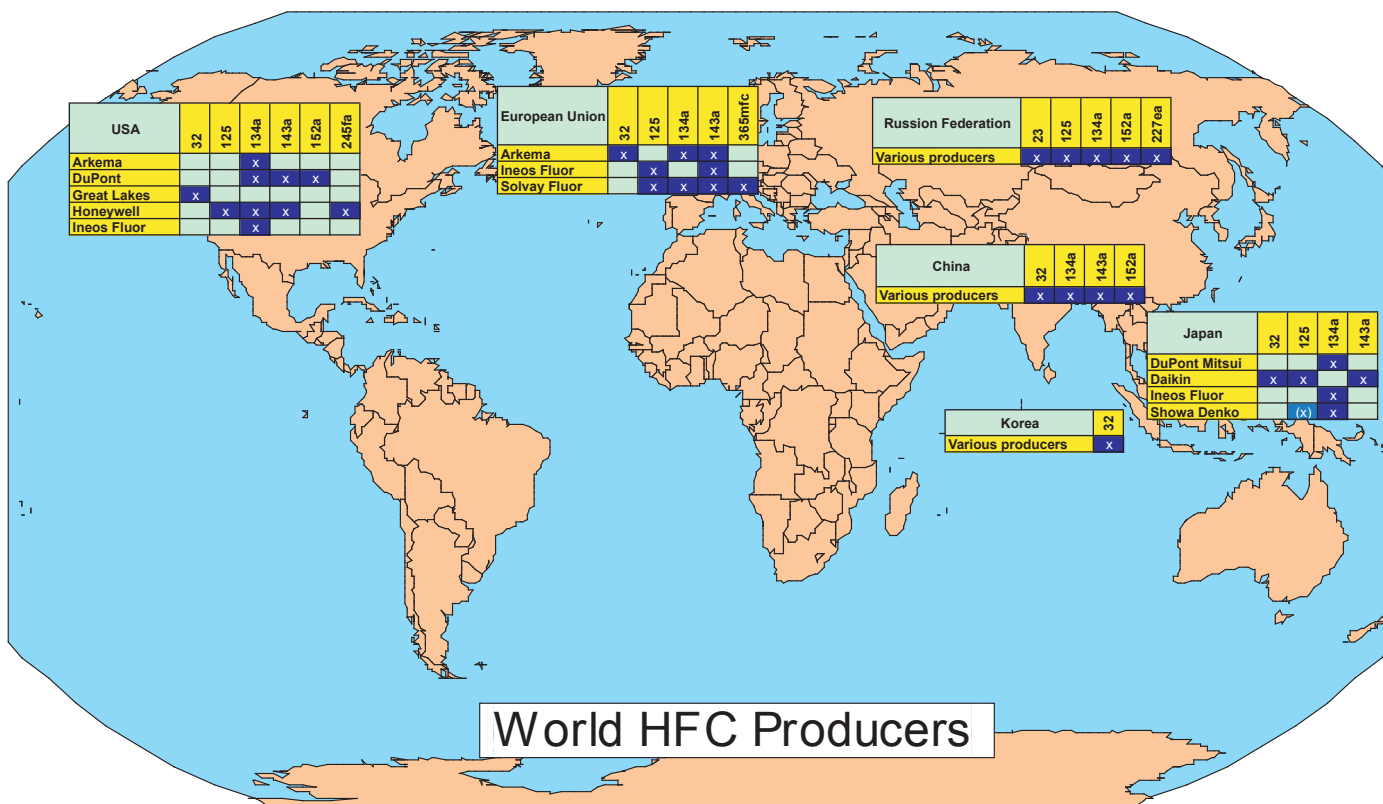 USA 32 125 134a 143a 152a 245fa
Arkema x
DuPont x x x
Great Lakes x
Honeywell x x x x
Ineos Fluor x
European Union 32 125 134a 143a 365mfc
Arkema x x x
Ineos Fluor x x
Solvay Fluor x x x x
Russion Federation 23 125 134a 152a 227ea
Various producers x x x x x
China 32 134a 143a 152a
Various producers x x x x
Japan 32 125 134a 143a
DuPont Mitsui x
Daikin x x x
Ineos Fluor x
Showa Denko (x) x
Korea 32
Various producers x
World HFC Producers